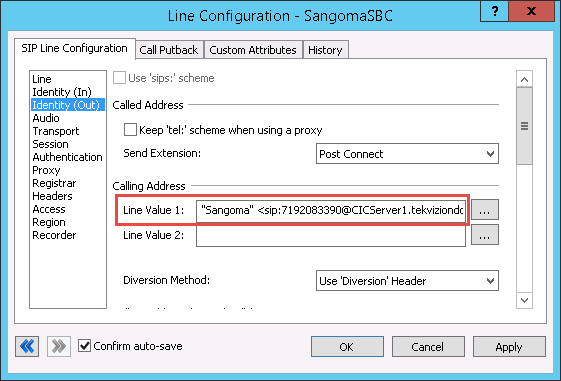 Line Configuration - SangomaSBC
?
SIP Line Configuration Call Putback Custom Attributes History
Line
Identity (In)
Identity (Out)
Audio
Transport
Session
Authentication
Proxy
Registrar
Headers
Access
Region
Recorder
Use 'sips:' scheme
Called Address
Keep 'tel:' scheme when using a proxy
Send Extension: Post Connect
Calling Address
Line Value 1: "Sangoma" <sip:7192083390@CICServer1.tekviziondc ...
Line Value 2: ...
Diversion Method: Use 'Diversion' Header
Confirm auto-save OK Cancel Apply